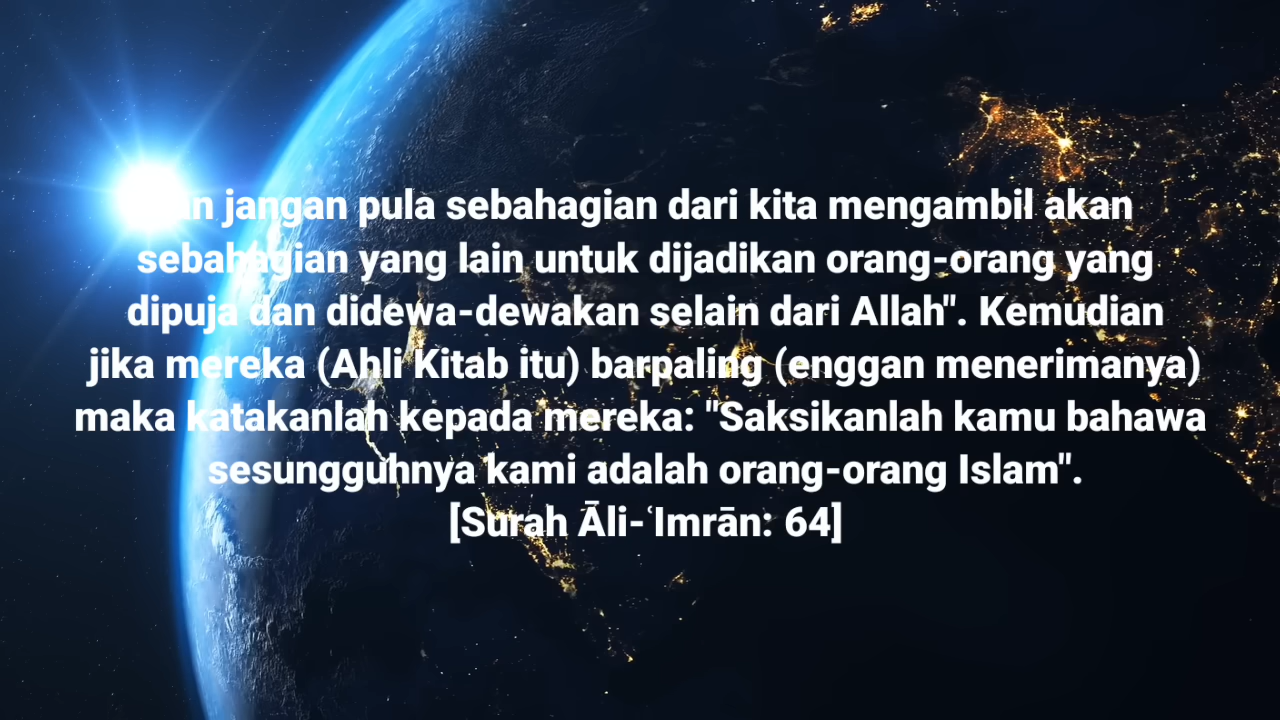 jangan pula sebahagian dari kita mengambil akan
sebahagian yang lain untuk dijadikan orang-orang yang
dipuja dan didewa-dewakan selain dari Allah". Kemudian
jika mereka (Ahli Kitab itu) barpaling (enggan menerimanya)
maka katakanlah kepada mereka: "Saksikanlah kamu bahawa
sesungguhnya kami adalah orang-orang Islam".
[Surah Āli-ʿImrān: 64]